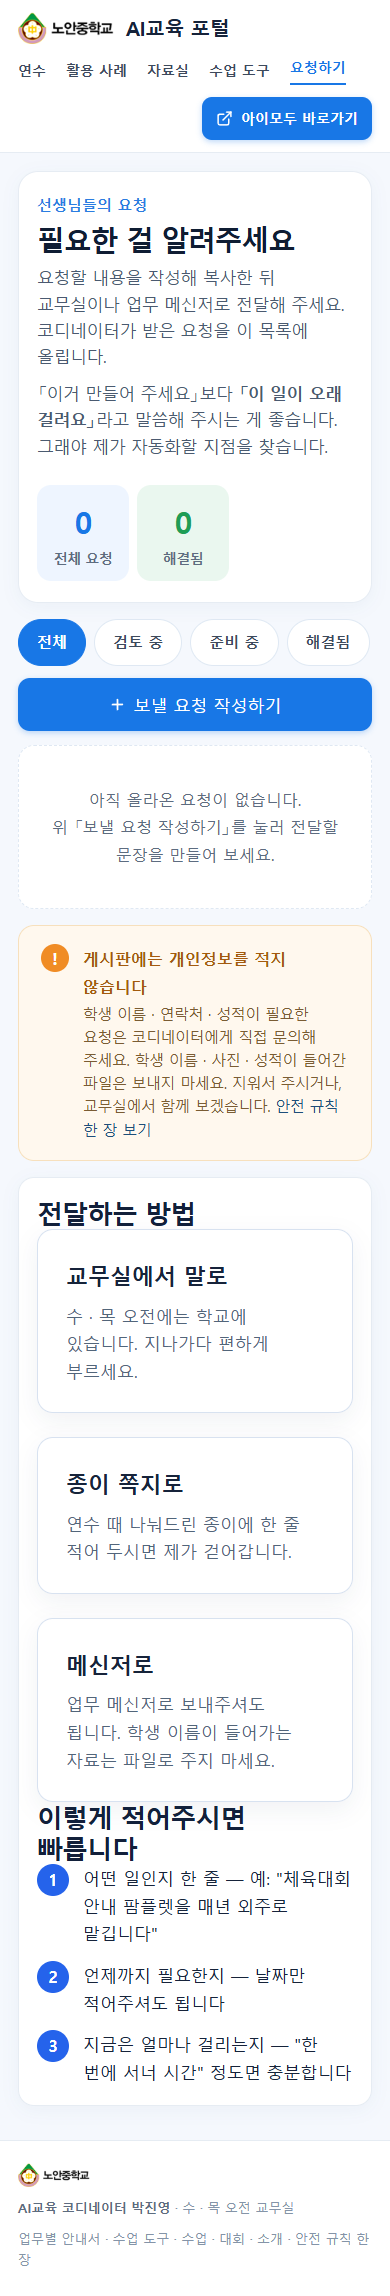 노안중학교 AI교육 포털
연수 활용 사례 자료실 수업 도구 요청하기
아이모두 바로가기
선생님들의 요청
필요한 걸 알려주세요
요청할 내용을 작성해 복사한 뒤
교무실이나 업무 메신저로 전달해 주세요.
코디네이터가 받은 요청을 이 목록에
올립니다.
「이거 만들어 주세요」보다 「이 일이 오래
걸려요」라고 말씀해 주시는 게 좋습니다.
그래야 제가 자동화할 지점을 찾습니다.
0 0
전체 요청 해결됨
전체 검토 중 준비 중 해결됨
+ 보낼 요청 작성하기
아직 올라온 요청이 없습니다.
위 「보낼 요청 작성하기」를 눌러 전달할
문장을 만들어 보세요.
! 게시판에는 개인정보를 적지
않습니다
학생 이름 · 연락처 · 성적이 필요한
요청은 코디네이터에게 직접 문의해
주세요. 학생 이름 · 사진 · 성적이 들어간
파일은 보내지 마세요. 지워서 주시거나,
교무실에서 함께 보겠습니다. 안전 규칙
한 장 보기
전달하는 방법
교무실에서 말로
수 · 목 오전에는 학교에
있습니다. 지나가다 편하게
부르세요.
종이 쪽지로
연수 때 나눠드린 종이에 한 줄
적어 두시면 제가 걷어갑니다.
메신저로
업무 메신저로 보내주셔도
됩니다. 학생 이름이 들어가는
자료는 파일로 주지 마세요.
이렇게 적어주시면
빠릅니다
1 어떤 일인지 한 줄 — 예: "체육대회
안내 팜플렛을 매년 외주로
맡깁니다"
2 언제까지 필요한지 — 날짜만
적어주셔도 됩니다
3 지금은 얼마나 걸리는지 — "한
번에 서너 시간" 정도면 충분합니다
노안중학교
AI교육 코디네이터 박진영 · 수 · 목 오전 교무실
업무별 안내서 · 수업 도구 · 수업 · 대회 · 소개 · 안전 규칙 한
장